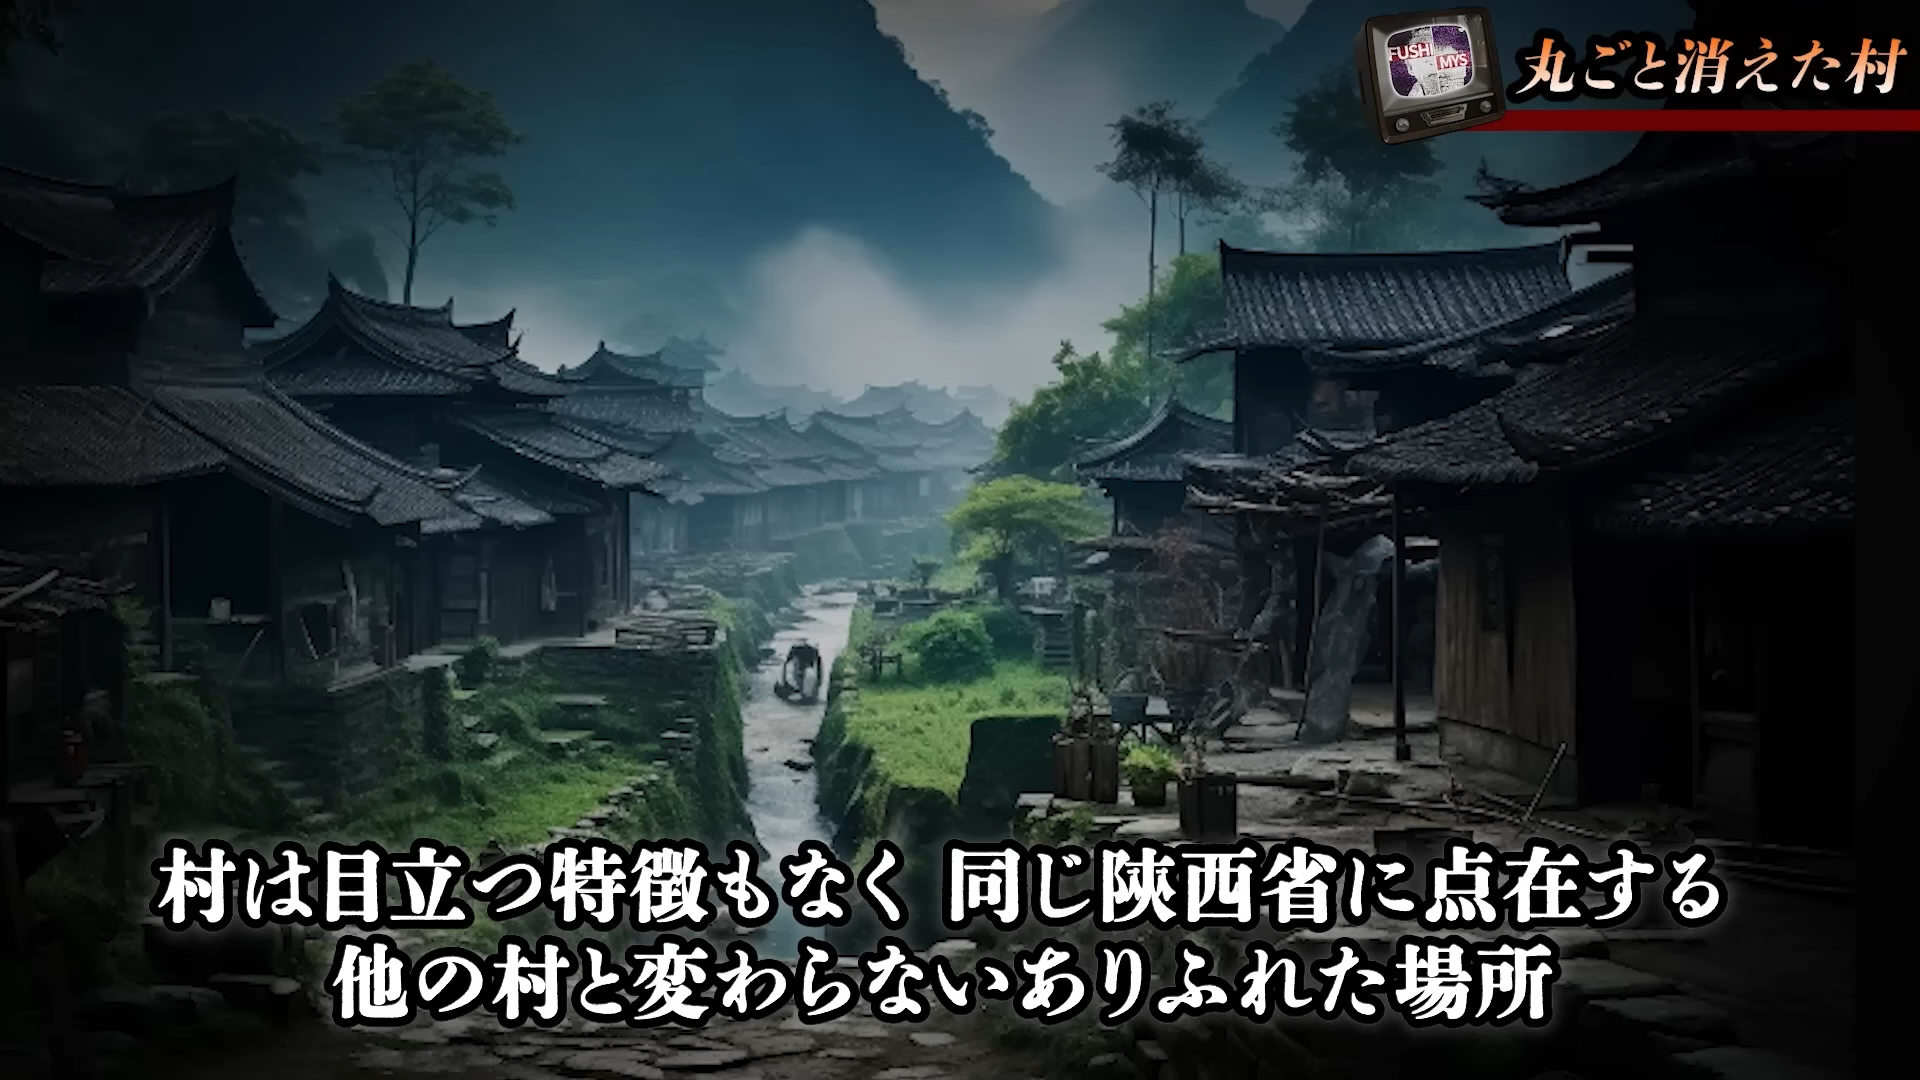 FUSHI
MYS
丸ごと消えた村
村は目立つ特徴もなく 同じ陝西省に点在する
他の村と変わらないありふれた場所